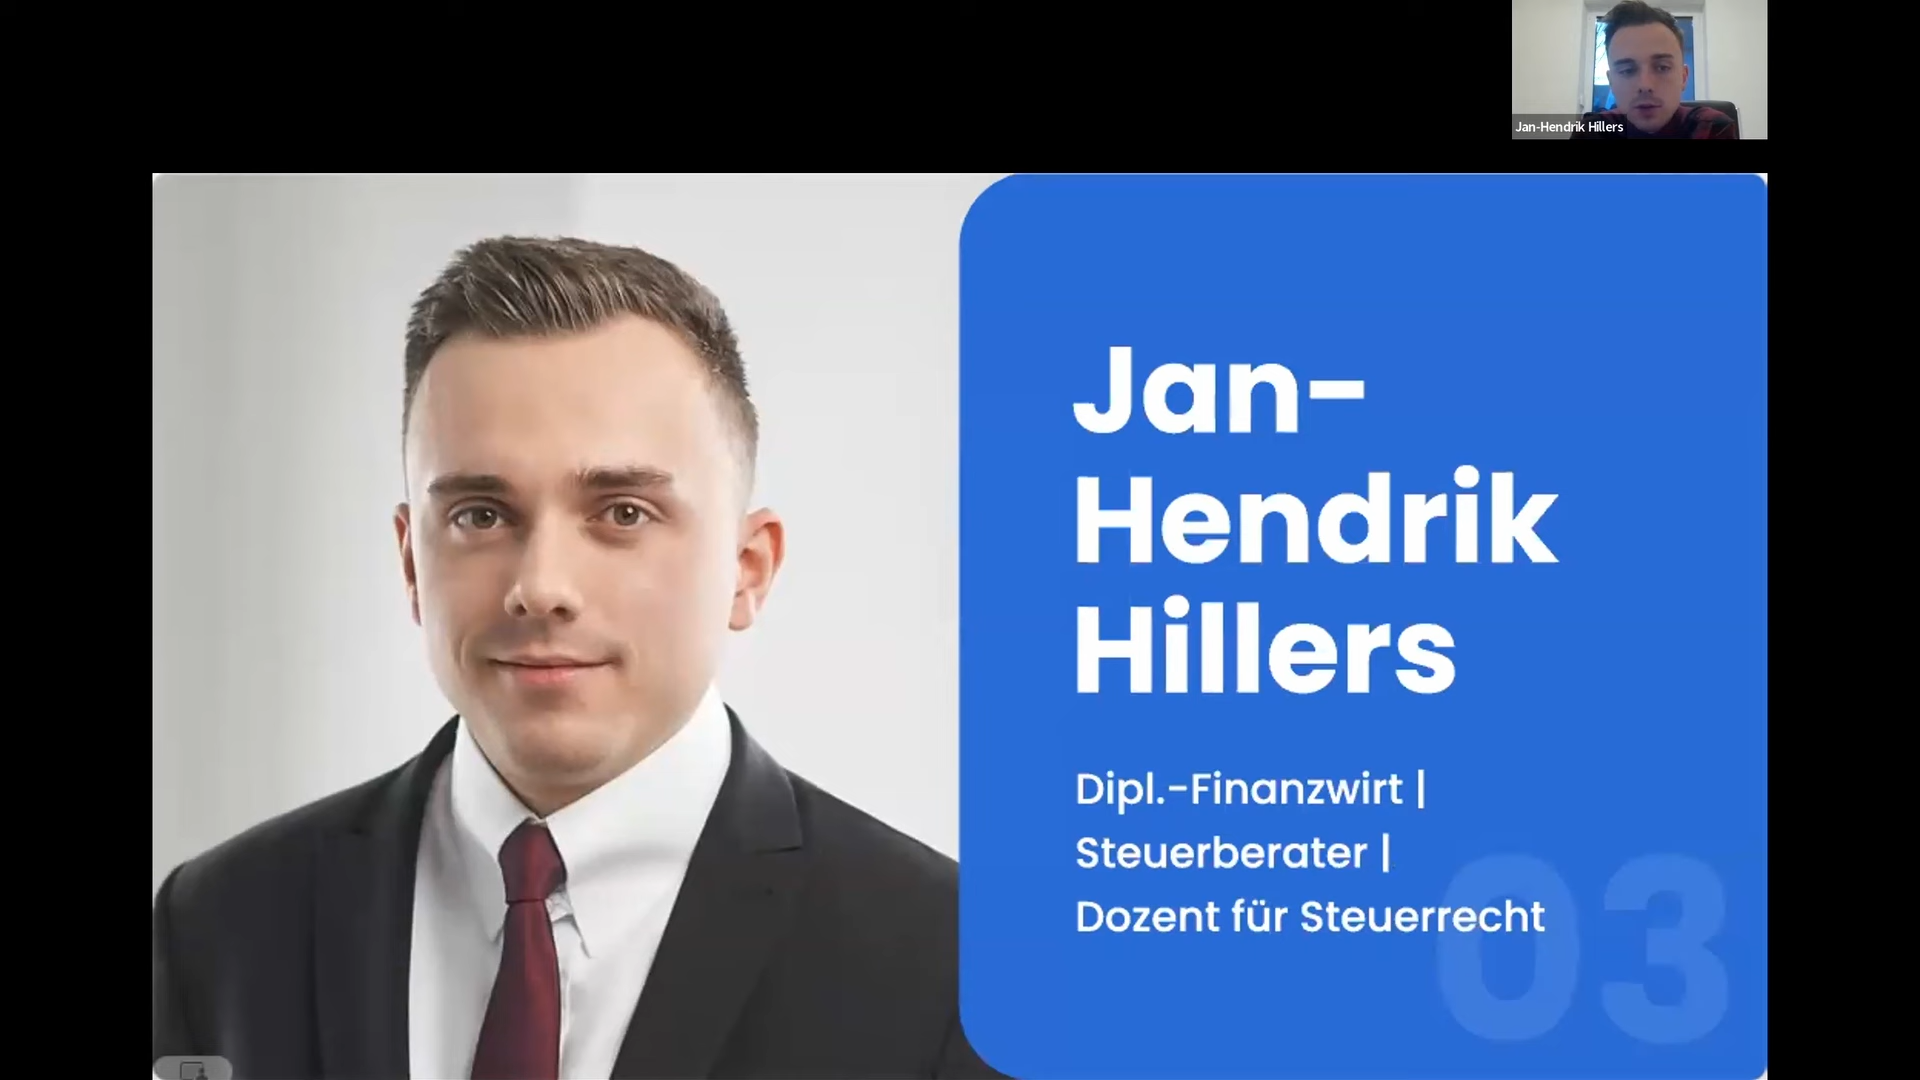 Jan-Hendrik Hillers
Jan-
Hendrik
Hillers
Dipl.-Finanzwirt |
Steuerberater |
Dozent für Steuerrecht
03